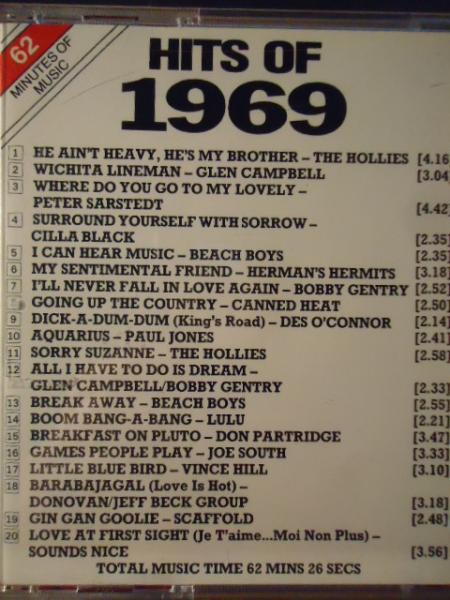 62
MINUTES OF
MUSIC
HITS OF
1969
1 HE AIN'T HEAVY, HE'S MY BROTHER – THE HOLLIES [4.16
2 WICHITA LINEMAN – GLEN CAMPBELL [3.04
3 WHERE DO YOU GO TO MY LOVELY –
PETER SARSTEDT [4.42
4 SURROUND YOURSELF WITH SORROW –
CILLA BLACK [2.35]
5 I CAN HEAR MUSIC – BEACH BOYS [2.35]
6 MY SENTIMENTAL FRIEND – HERMAN'S HERMITS [3.18]
7 I'LL NEVER FALL IN LOVE AGAIN – BOBBY GENTRY [2.52]
GOING UP THE COUNTRY – CANNED HEAT [2.50]
9 DICK-A-DUM-DUM (King's Road) – DES O'CONNOR [2.14]
10 AQUARIUS – PAUL JONES [2.41]
11 SORRY SUZANNE – THE HOLLIES [2.58]
12 ALL I HAVE TO DO IS DREAM –
GLEN CAMPBELL/BOBBY GENTRY [2.33]
13 BREAK AWAY – BEACH BOYS [2.55]
14 BOOM BANG-A-BANG – LULU [2.21]
15 BREAKFAST ON PLUTO – DON PARTRIDGE [3.47]
16 GAMES PEOPLE PLAY – JOE SOUTH [3.33]
17 LITTLE BLUE BIRD – VINCE HILL [3.10]
18 BARABAJAGAL (Love Is Hot) –
DONOVAN/JEFF BECK GROUP [3.18]
19 GIN GAN GOOLIE – SCAFFOLD [2.48]
20 LOVE AT FIRST SIGHT (Je T'aime...Moi Non Plus) –
SOUNDS NICE [3.56]
TOTAL MUSIC TIME 62 MINS 26 SECS